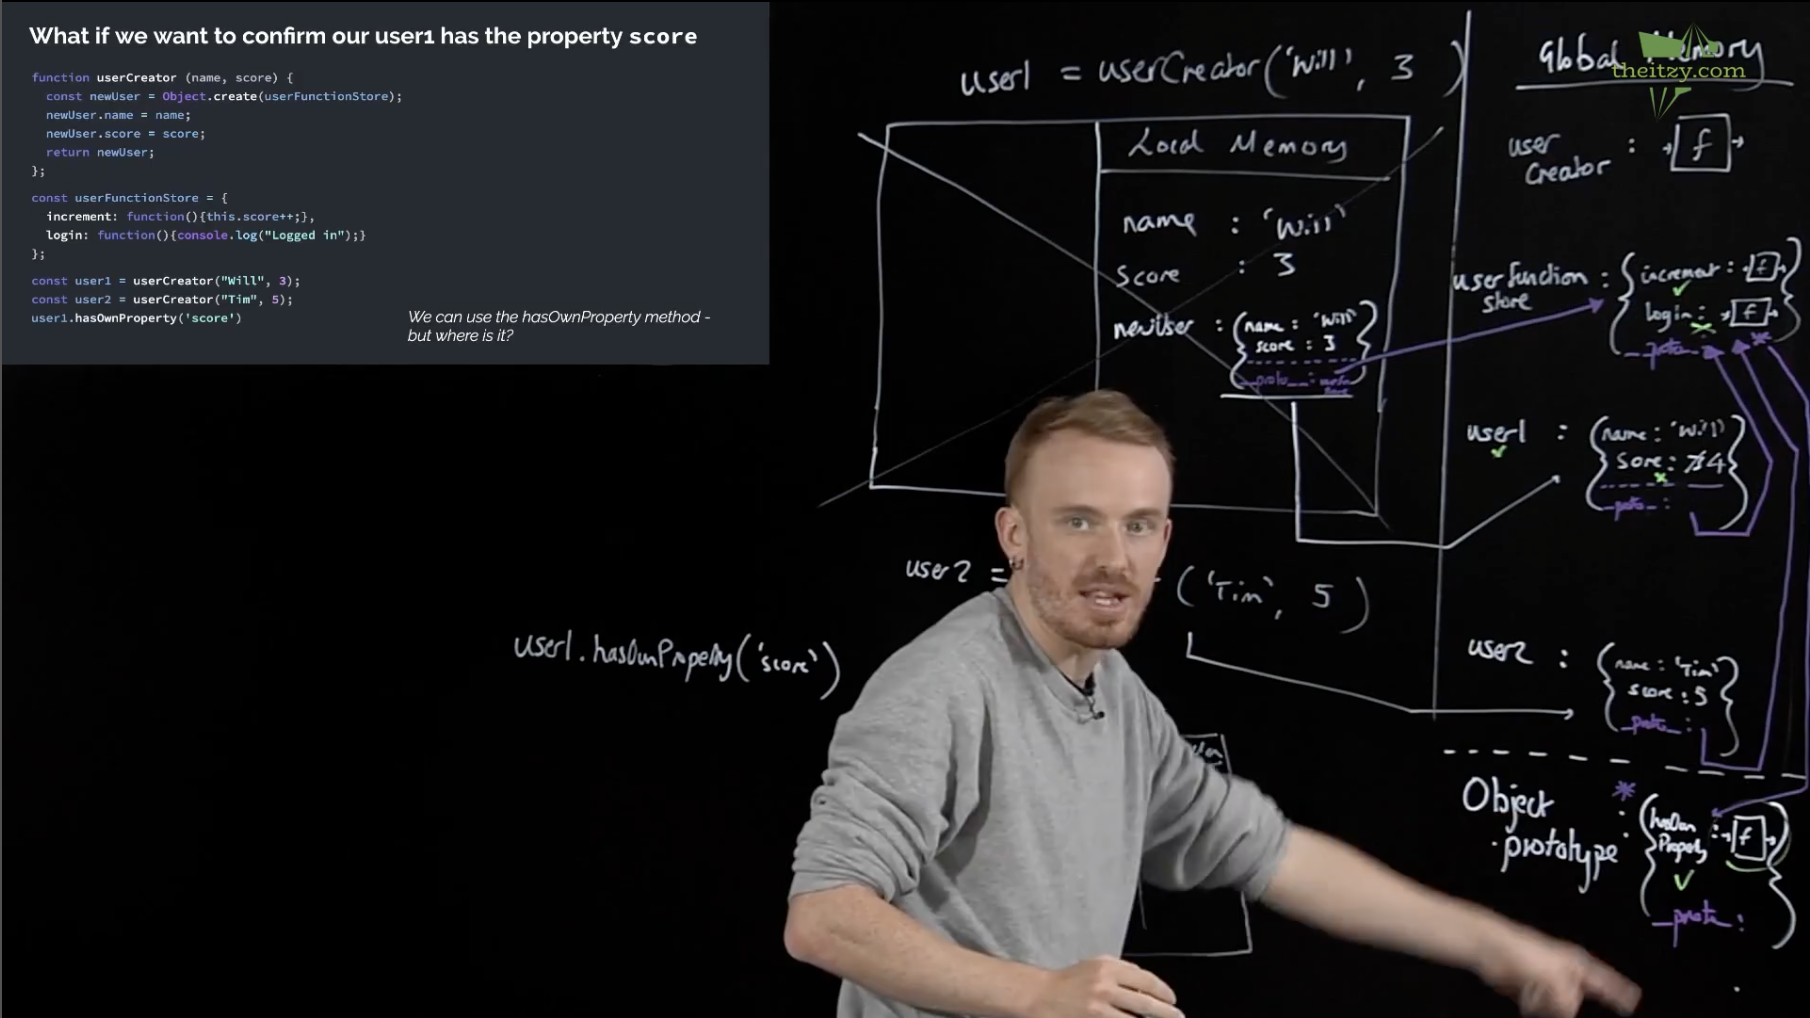 What if we want to confirm our user1 has the property score
function userCreator (name, score) {
const newUser = Object.create(userFunctionStore);
newUser.name = name;
newUser.score = score;
return newUser;
};
const userFunctionStore = {
increment: function(){this.score++;},
login: function(){console.log("Logged in");}
};
const user1 = userCreator("Will", 3);
const user2 = userCreator("Tim", 5);
user1.hasOwnProperty('score')
We can use the hasOwnProperty method -
but where is it?
user1 = userCreator('Will', 3)
Local Memory
name : 'Will'
Score : 3
newUser : {name : 'Will'
score : 3
__proto__ :
user2 =
('Tim', 5)
user1.hasOwnProperty('score')
Global Memory
theitzy.com
user
Creator : f
userFunction
store : {increment : f
login : f
__proto__
user1 : {name : 'Will'
Sore : 4
__proto__ :
user2 : {name : 'Tim'
score : 5
__proto__ :
Object
.prototype : {hasOwn
Property : f
__proto__ :